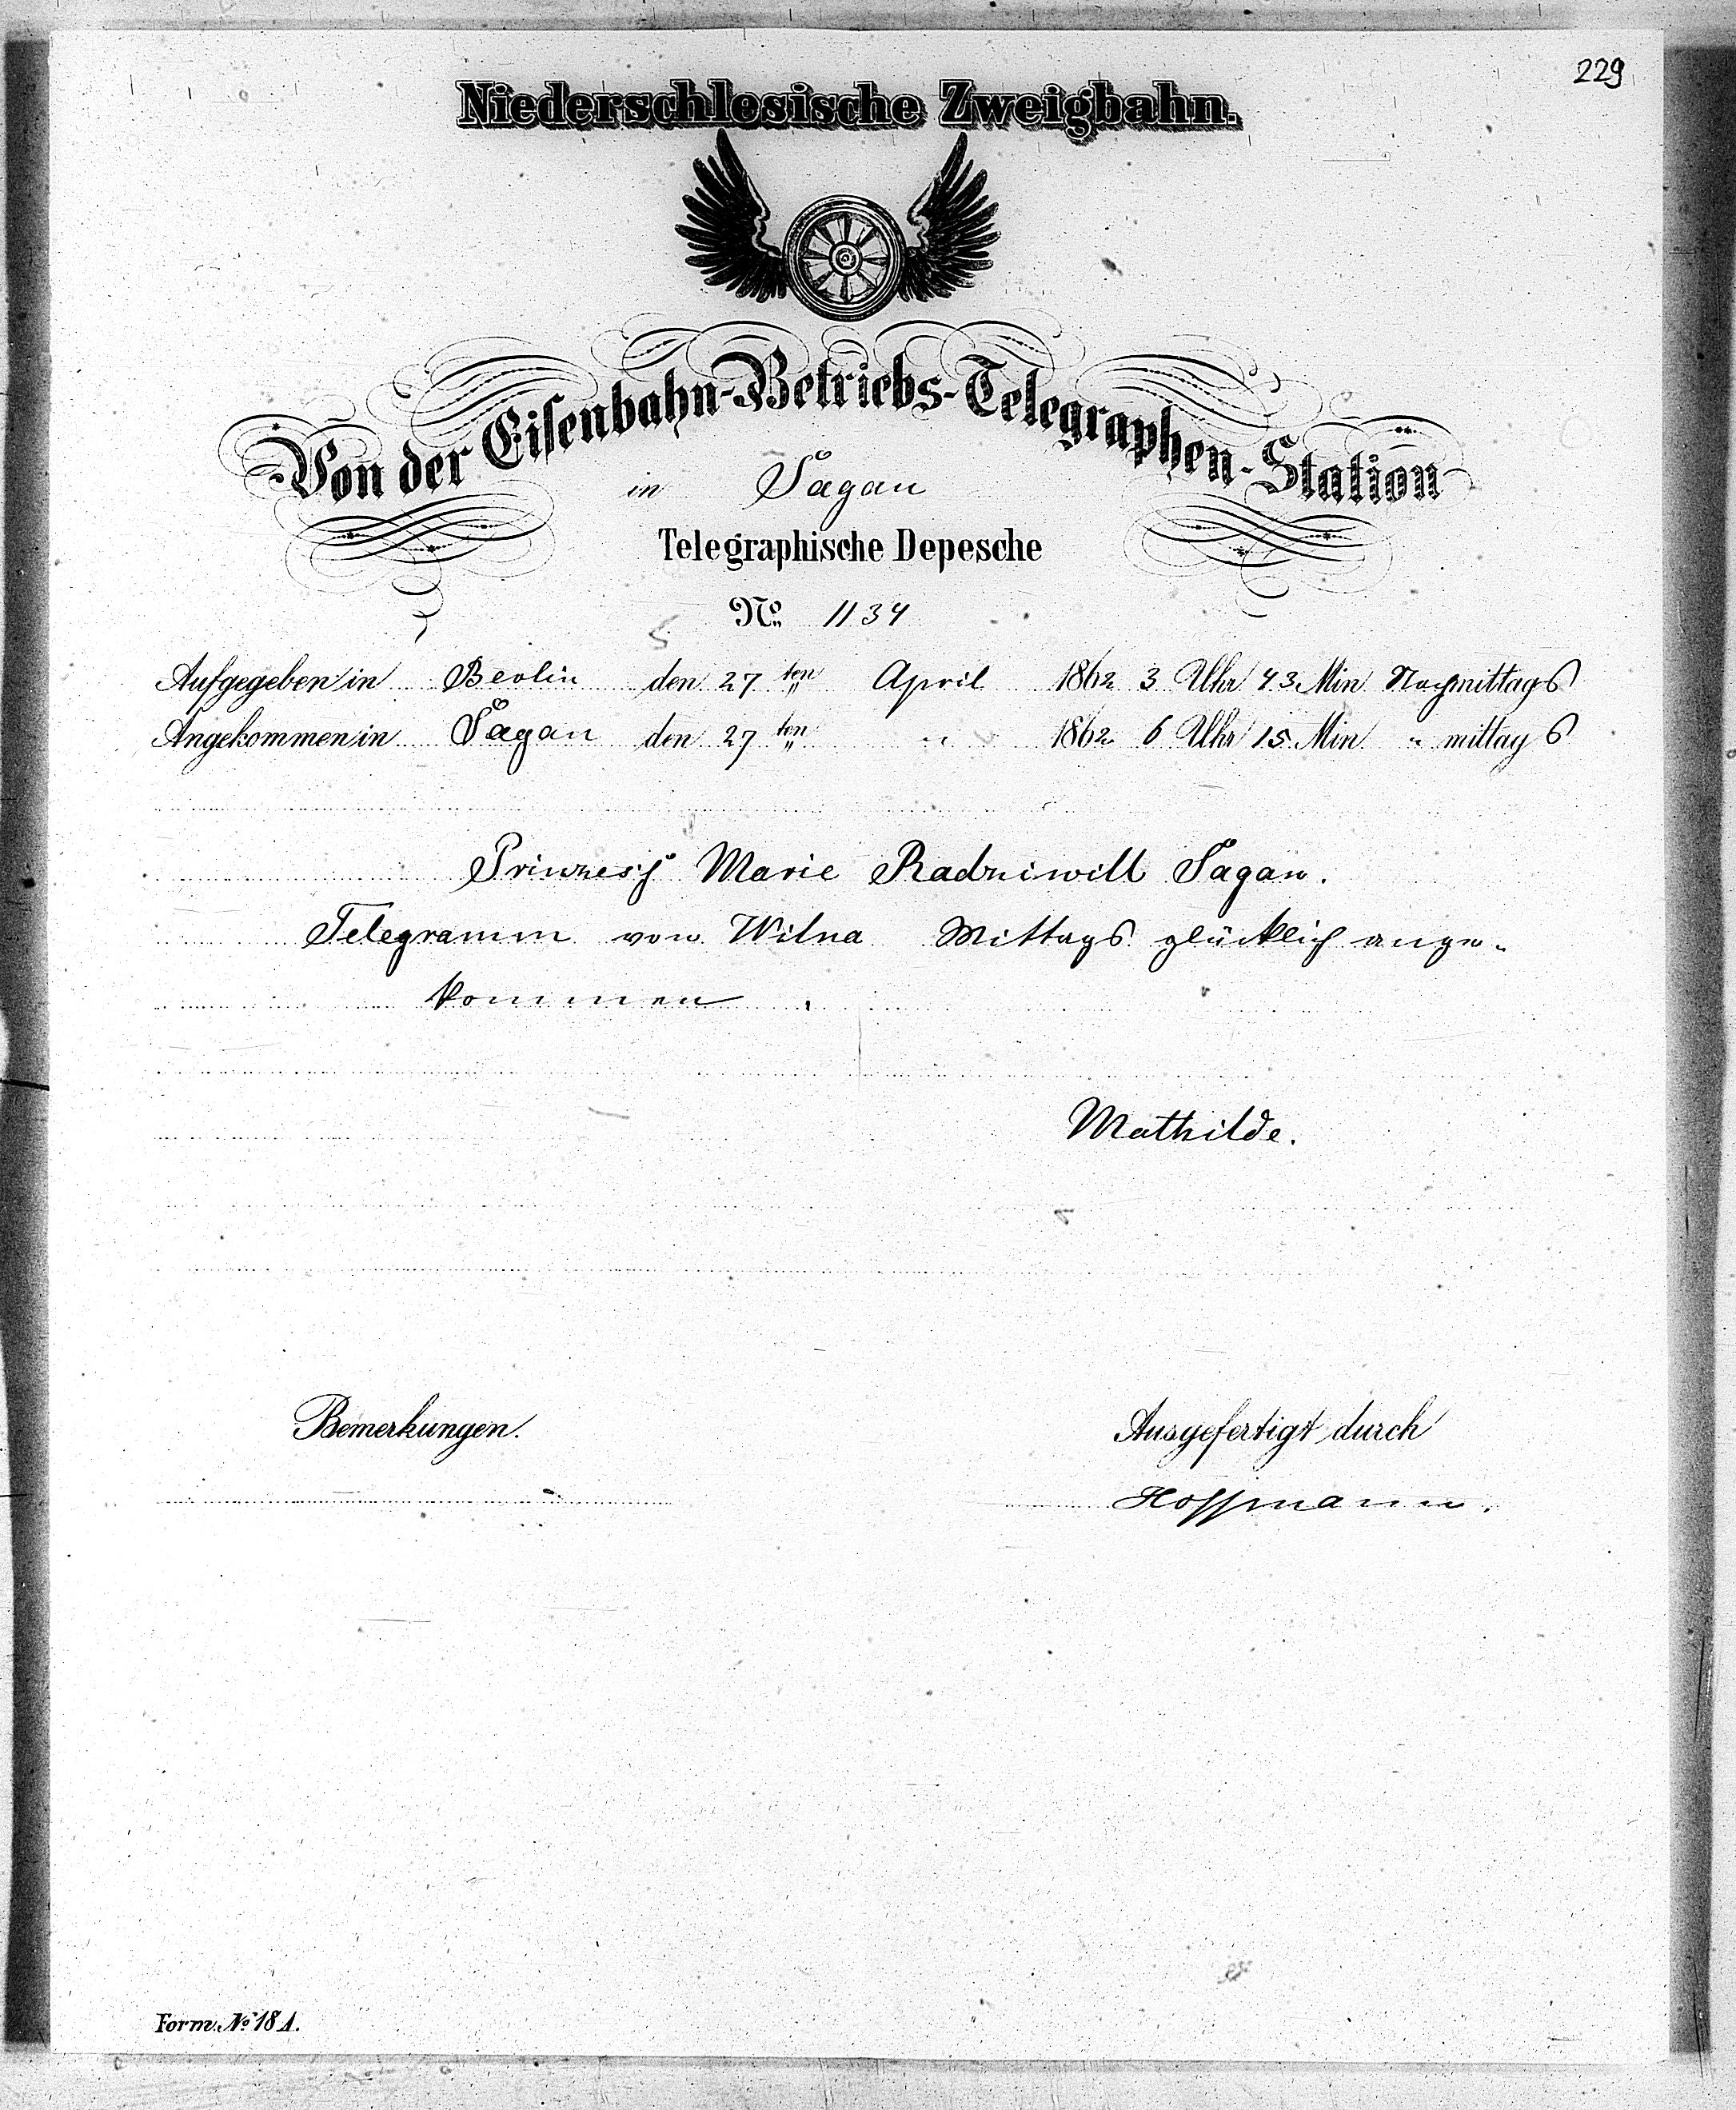 229
Niederschlesische Zweigbahn.
Von der Eisenbahn-Betriebs-Telegraphen-Station
in Sagan
Telegraphische Depesche
No. 1134
Aufgegeben in Berlin den 27ten April 1862 3 Uhr 43 Min Nachmittags
Angekommen in Sagan den 27ten " 1862 6 Uhr 15 Min " mittags
Prinzess Marie Radziwill Sagan.
Telegramm von Wilna Mittags glücklich ange-
kommen.
Mathilde.
Bemerkungen. Ausgefertigt durch
Hoffmann.
Form. No 18 A.